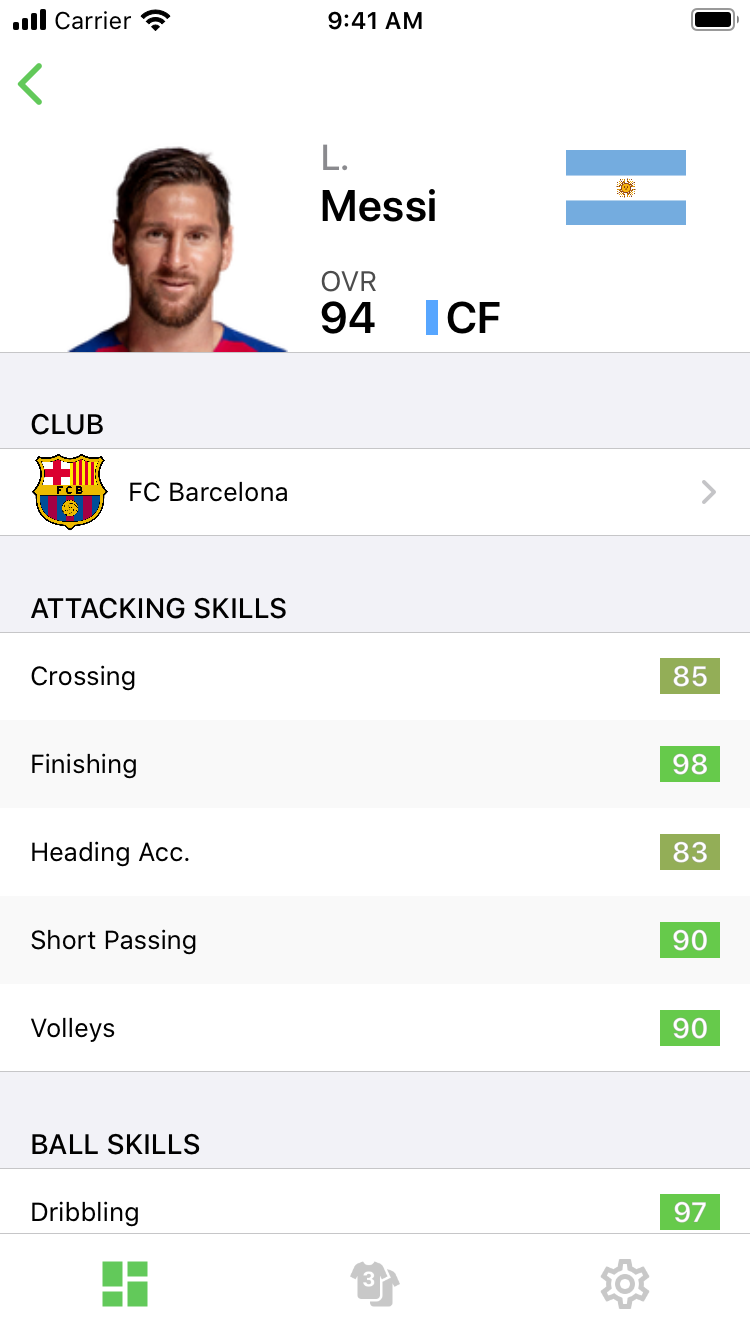 Carrier 9:41 AM
L.
Messi
OVR
94 CF
CLUB
FCB
FC Barcelona
ATTACKING SKILLS
Crossing 85
Finishing 98
Heading Acc. 83
Short Passing 90
Volleys 90
BALL SKILLS
Dribbling 97
3